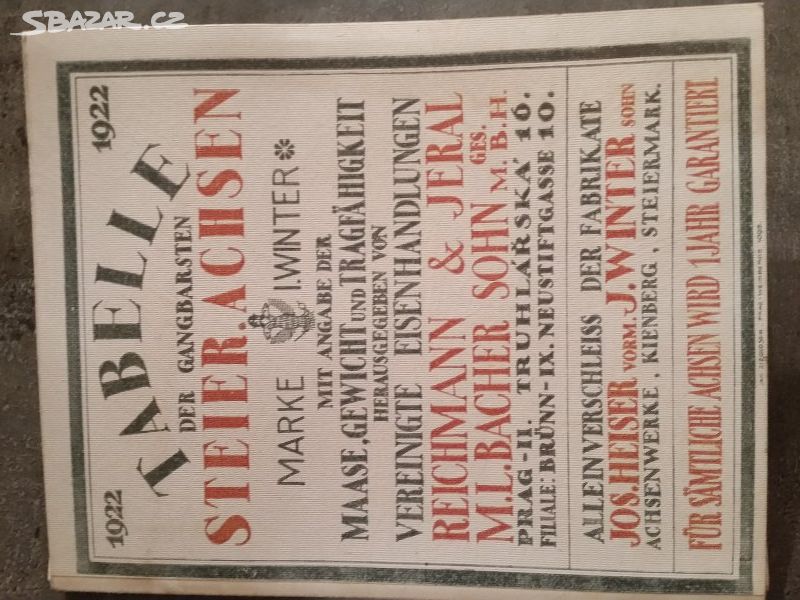 SBAZAR.CZ
1922 1922
TABELLE
DER GANGBARSTEN
STEIER. ACHSEN
MARKE I.WINTER*
MIT ANGABE DER
MAASE, GEWICHT UND TRAGFÄHIGKEIT
HERAUSGEGEBEN VON
VEREINIGTE EISENHANDLUNGEN
REICHMANN & JERAL
M.L.BACHER SOHN GES. M.B.H.
PRAG-II. TRUHLÁŘSKÁ 16.
FILIALE: BRÜNN-IX. NEUSTIFTGASSE 10.
ALLEINVERSCHLEISS DER FABRIKATE
JOS. HEISER VORM. J. WINTER SOHN
ACHSENWERKE, KIENBERG, STEIERMARK.
FÜR SÄMTLICHE ACHSEN WIRD 1 JAHR GARANTIERT.